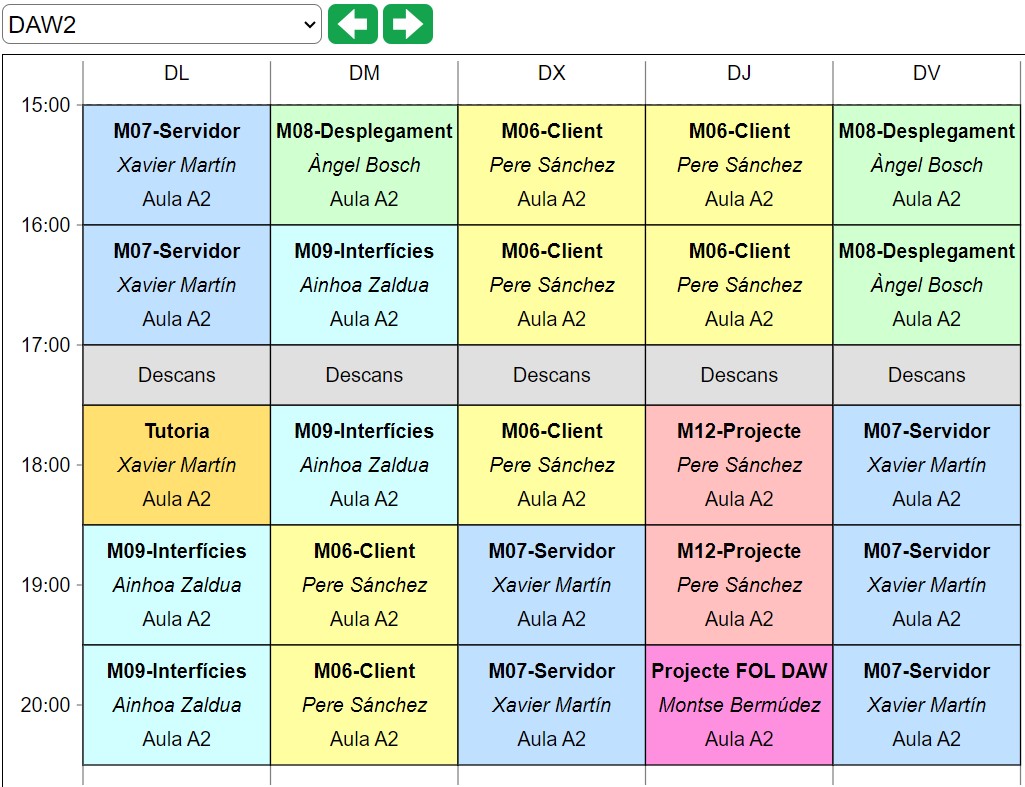 DAW2
DL DM DX DJ DV
15:00
M07-Servidor M08-Desplegament M06-Client M06-Client M08-Desplegament
Xavier Martín Àngel Bosch Pere Sánchez Pere Sánchez Àngel Bosch
Aula A2 Aula A2 Aula A2 Aula A2 Aula A2
16:00
M07-Servidor M09-Interfícies M06-Client M06-Client M08-Desplegament
Xavier Martín Ainhoa Zaldua Pere Sánchez Pere Sánchez Àngel Bosch
Aula A2 Aula A2 Aula A2 Aula A2 Aula A2
17:00
Descans Descans Descans Descans Descans
Tutoria M09-Interfícies M06-Client M12-Projecte M07-Servidor
18:00 Xavier Martín Ainhoa Zaldua Pere Sánchez Pere Sánchez Xavier Martín
Aula A2 Aula A2 Aula A2 Aula A2 Aula A2
M09-Interfícies M06-Client M07-Servidor M12-Projecte M07-Servidor
19:00 Ainhoa Zaldua Pere Sánchez Xavier Martín Pere Sánchez Xavier Martín
Aula A2 Aula A2 Aula A2 Aula A2 Aula A2
M09-Interfícies M06-Client M07-Servidor Projecte FOL DAW M07-Servidor
20:00 Ainhoa Zaldua Pere Sánchez Xavier Martín Montse Bermúdez Xavier Martín
Aula A2 Aula A2 Aula A2 Aula A2 Aula A2